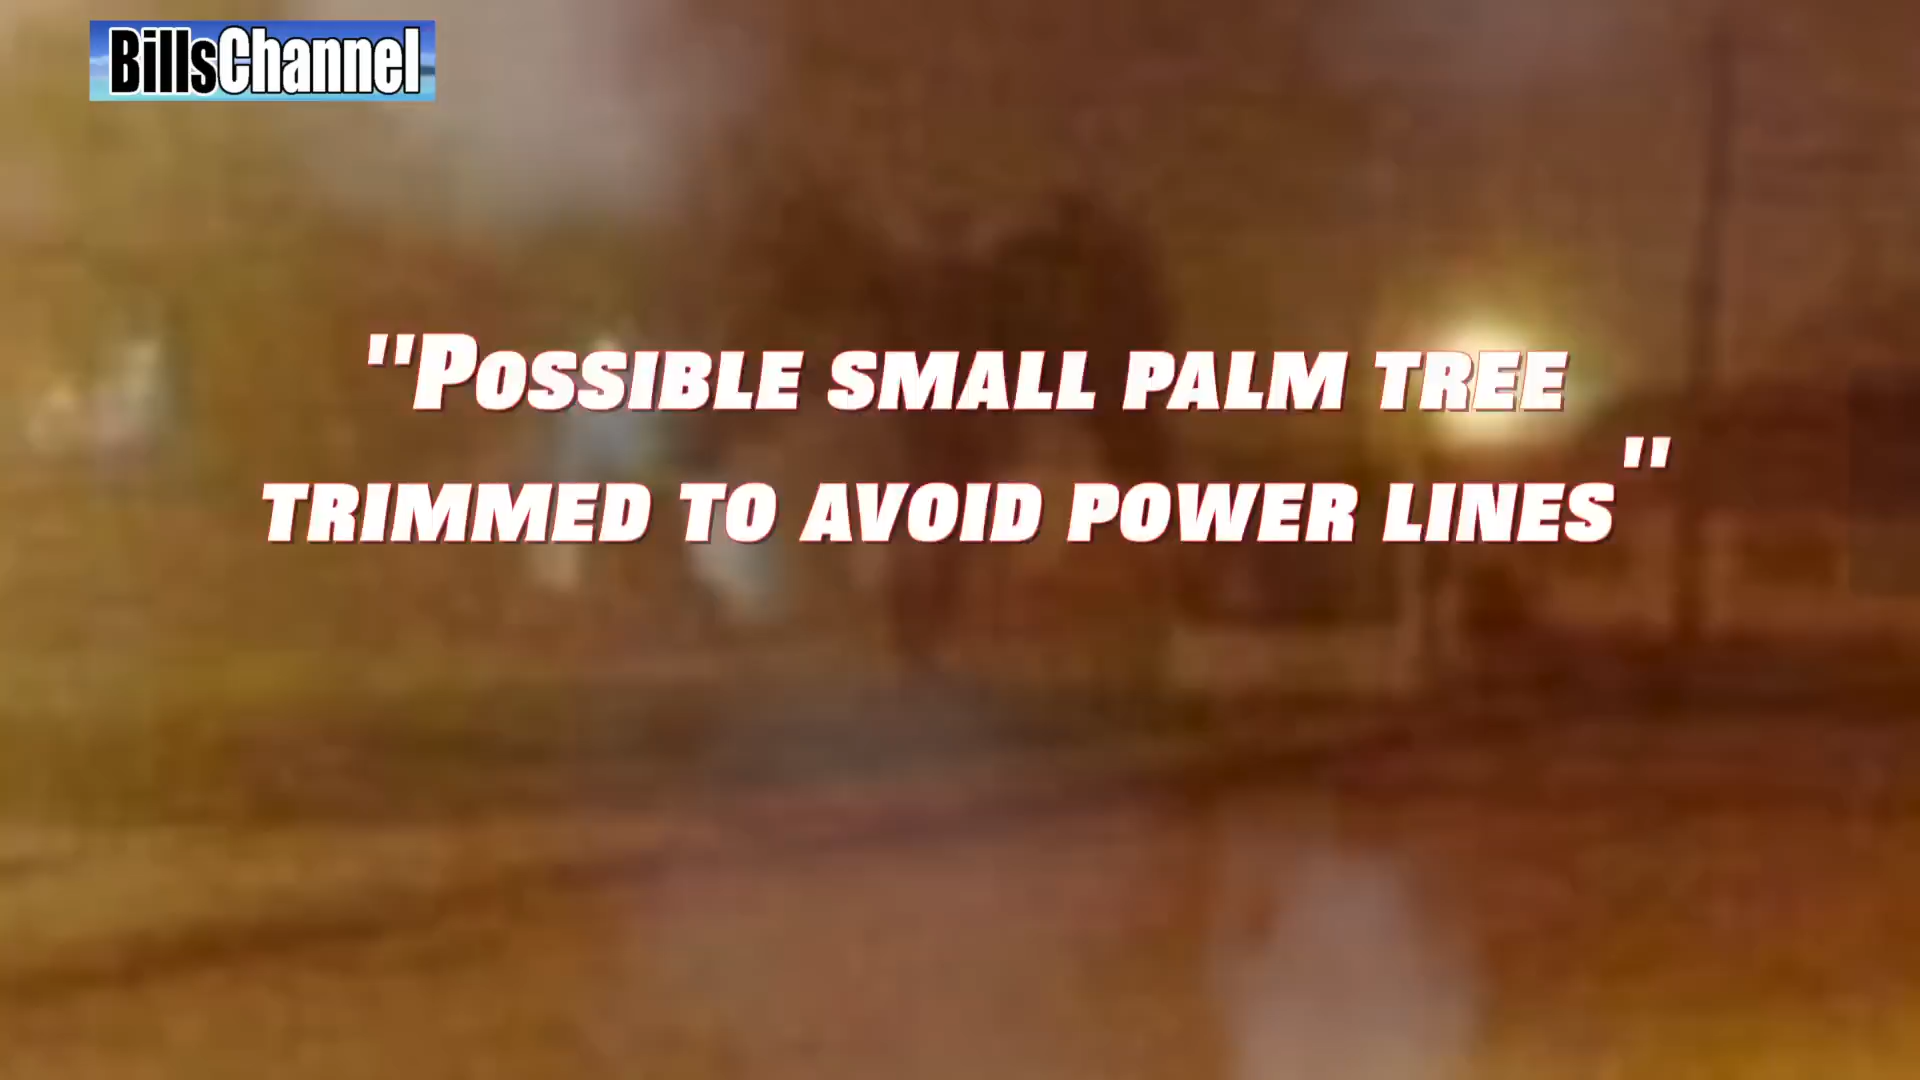 BillsChannel
"Possible small palm tree
trimmed to avoid power lines"